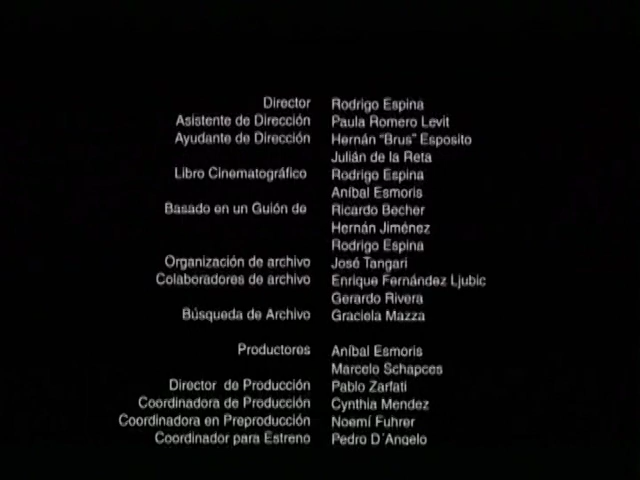 Director Rodrigo Espina
Asistente de Dirección Paula Romero Levit
Ayudante de Dirección Hernán "Brus" Esposito
Julián de la Reta
Libro Cinematográfico Rodrigo Espina
Aníbal Esmoris
Basado en un Guión de Ricardo Becher
Hernán Jiménez
Rodrigo Espina
Organización de archivo José Tangari
Colaboradores de archivo Enrique Fernández Ljubic
Gerardo Rivera
Búsqueda de Archivo Graciela Mazza
Productores Aníbal Esmoris
Marcelo Schapces
Director de Producción Pablo Zarfati
Coordinadora de Producción Cynthia Mendez
Coordinadora en Preproducción Noemí Fuhrer
Coordinador para Estreno Pedro D´Angelo